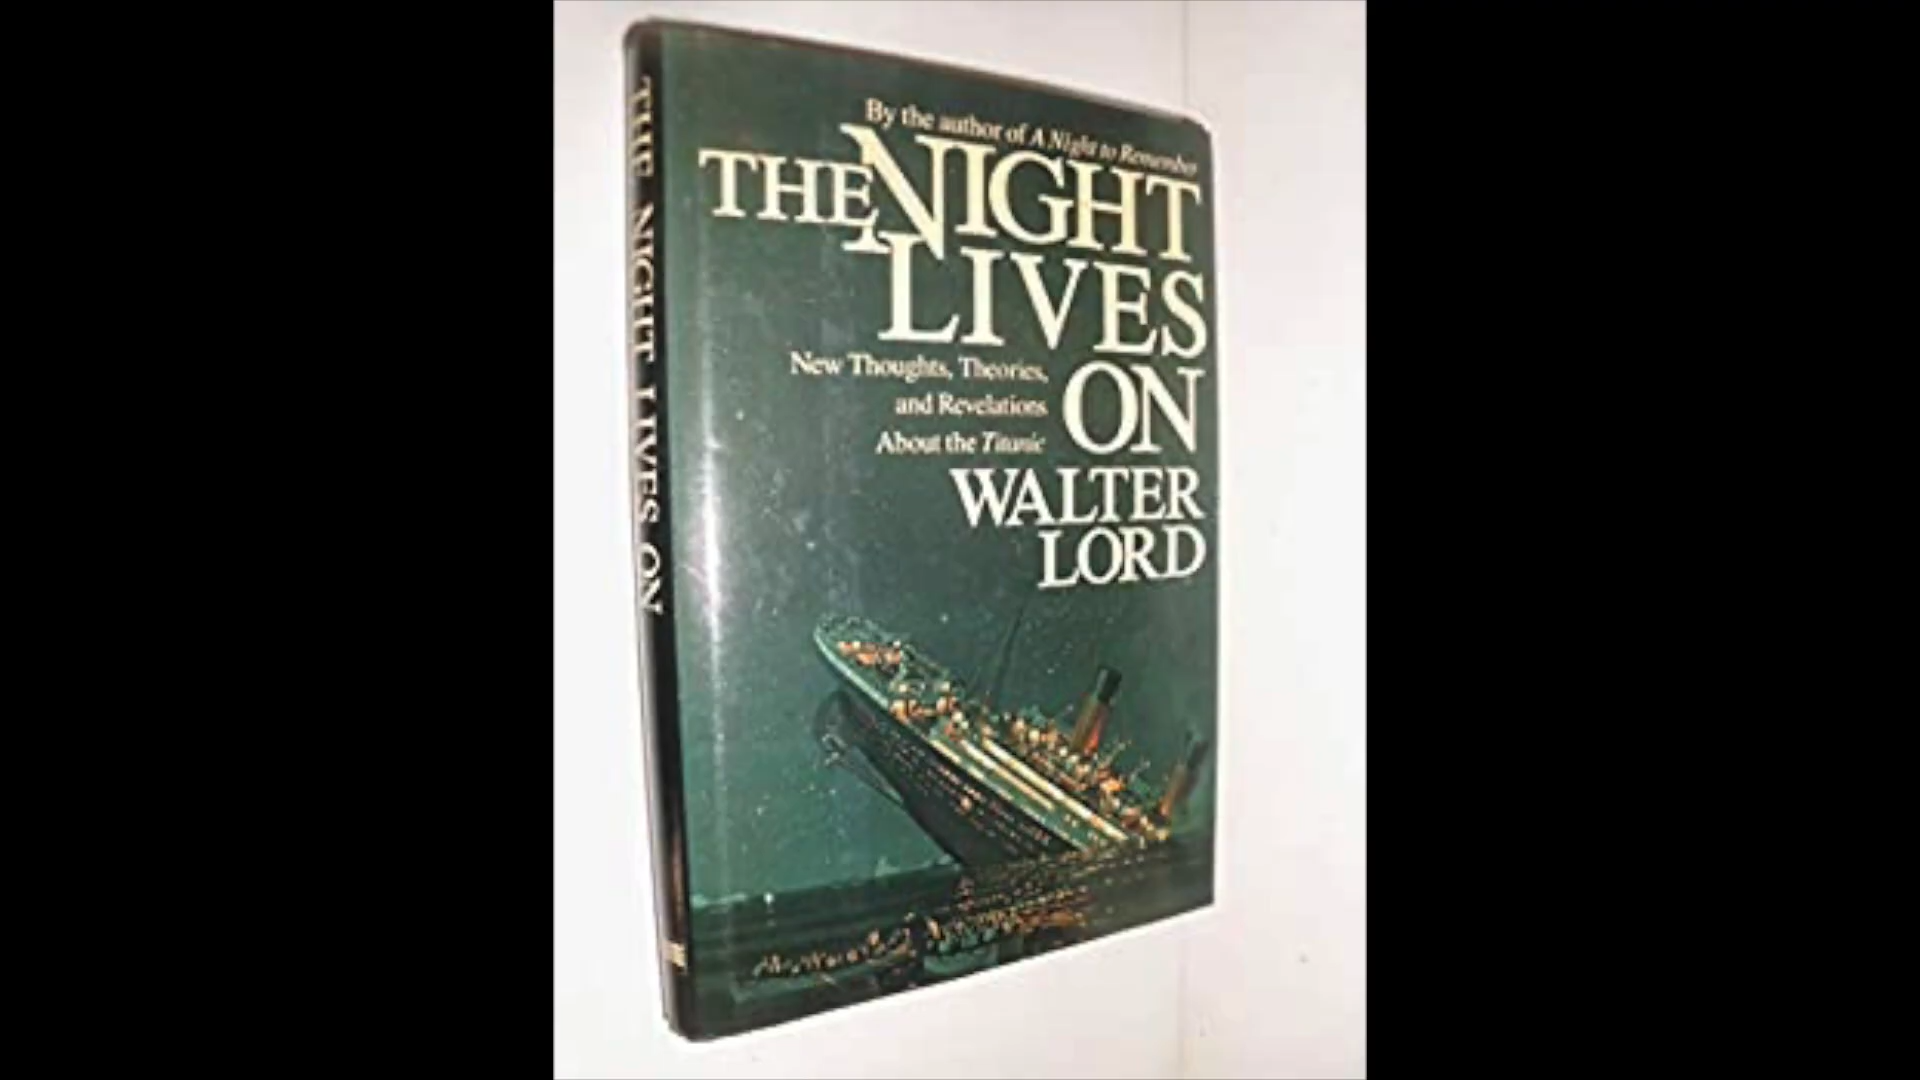 THE NIGHT LIVES ON
By the author of A Night to Remember
THE NIGHT
LIVES
ON
New Thoughts, Theories,
and Revelations
About the Titanic
WALTER
LORD